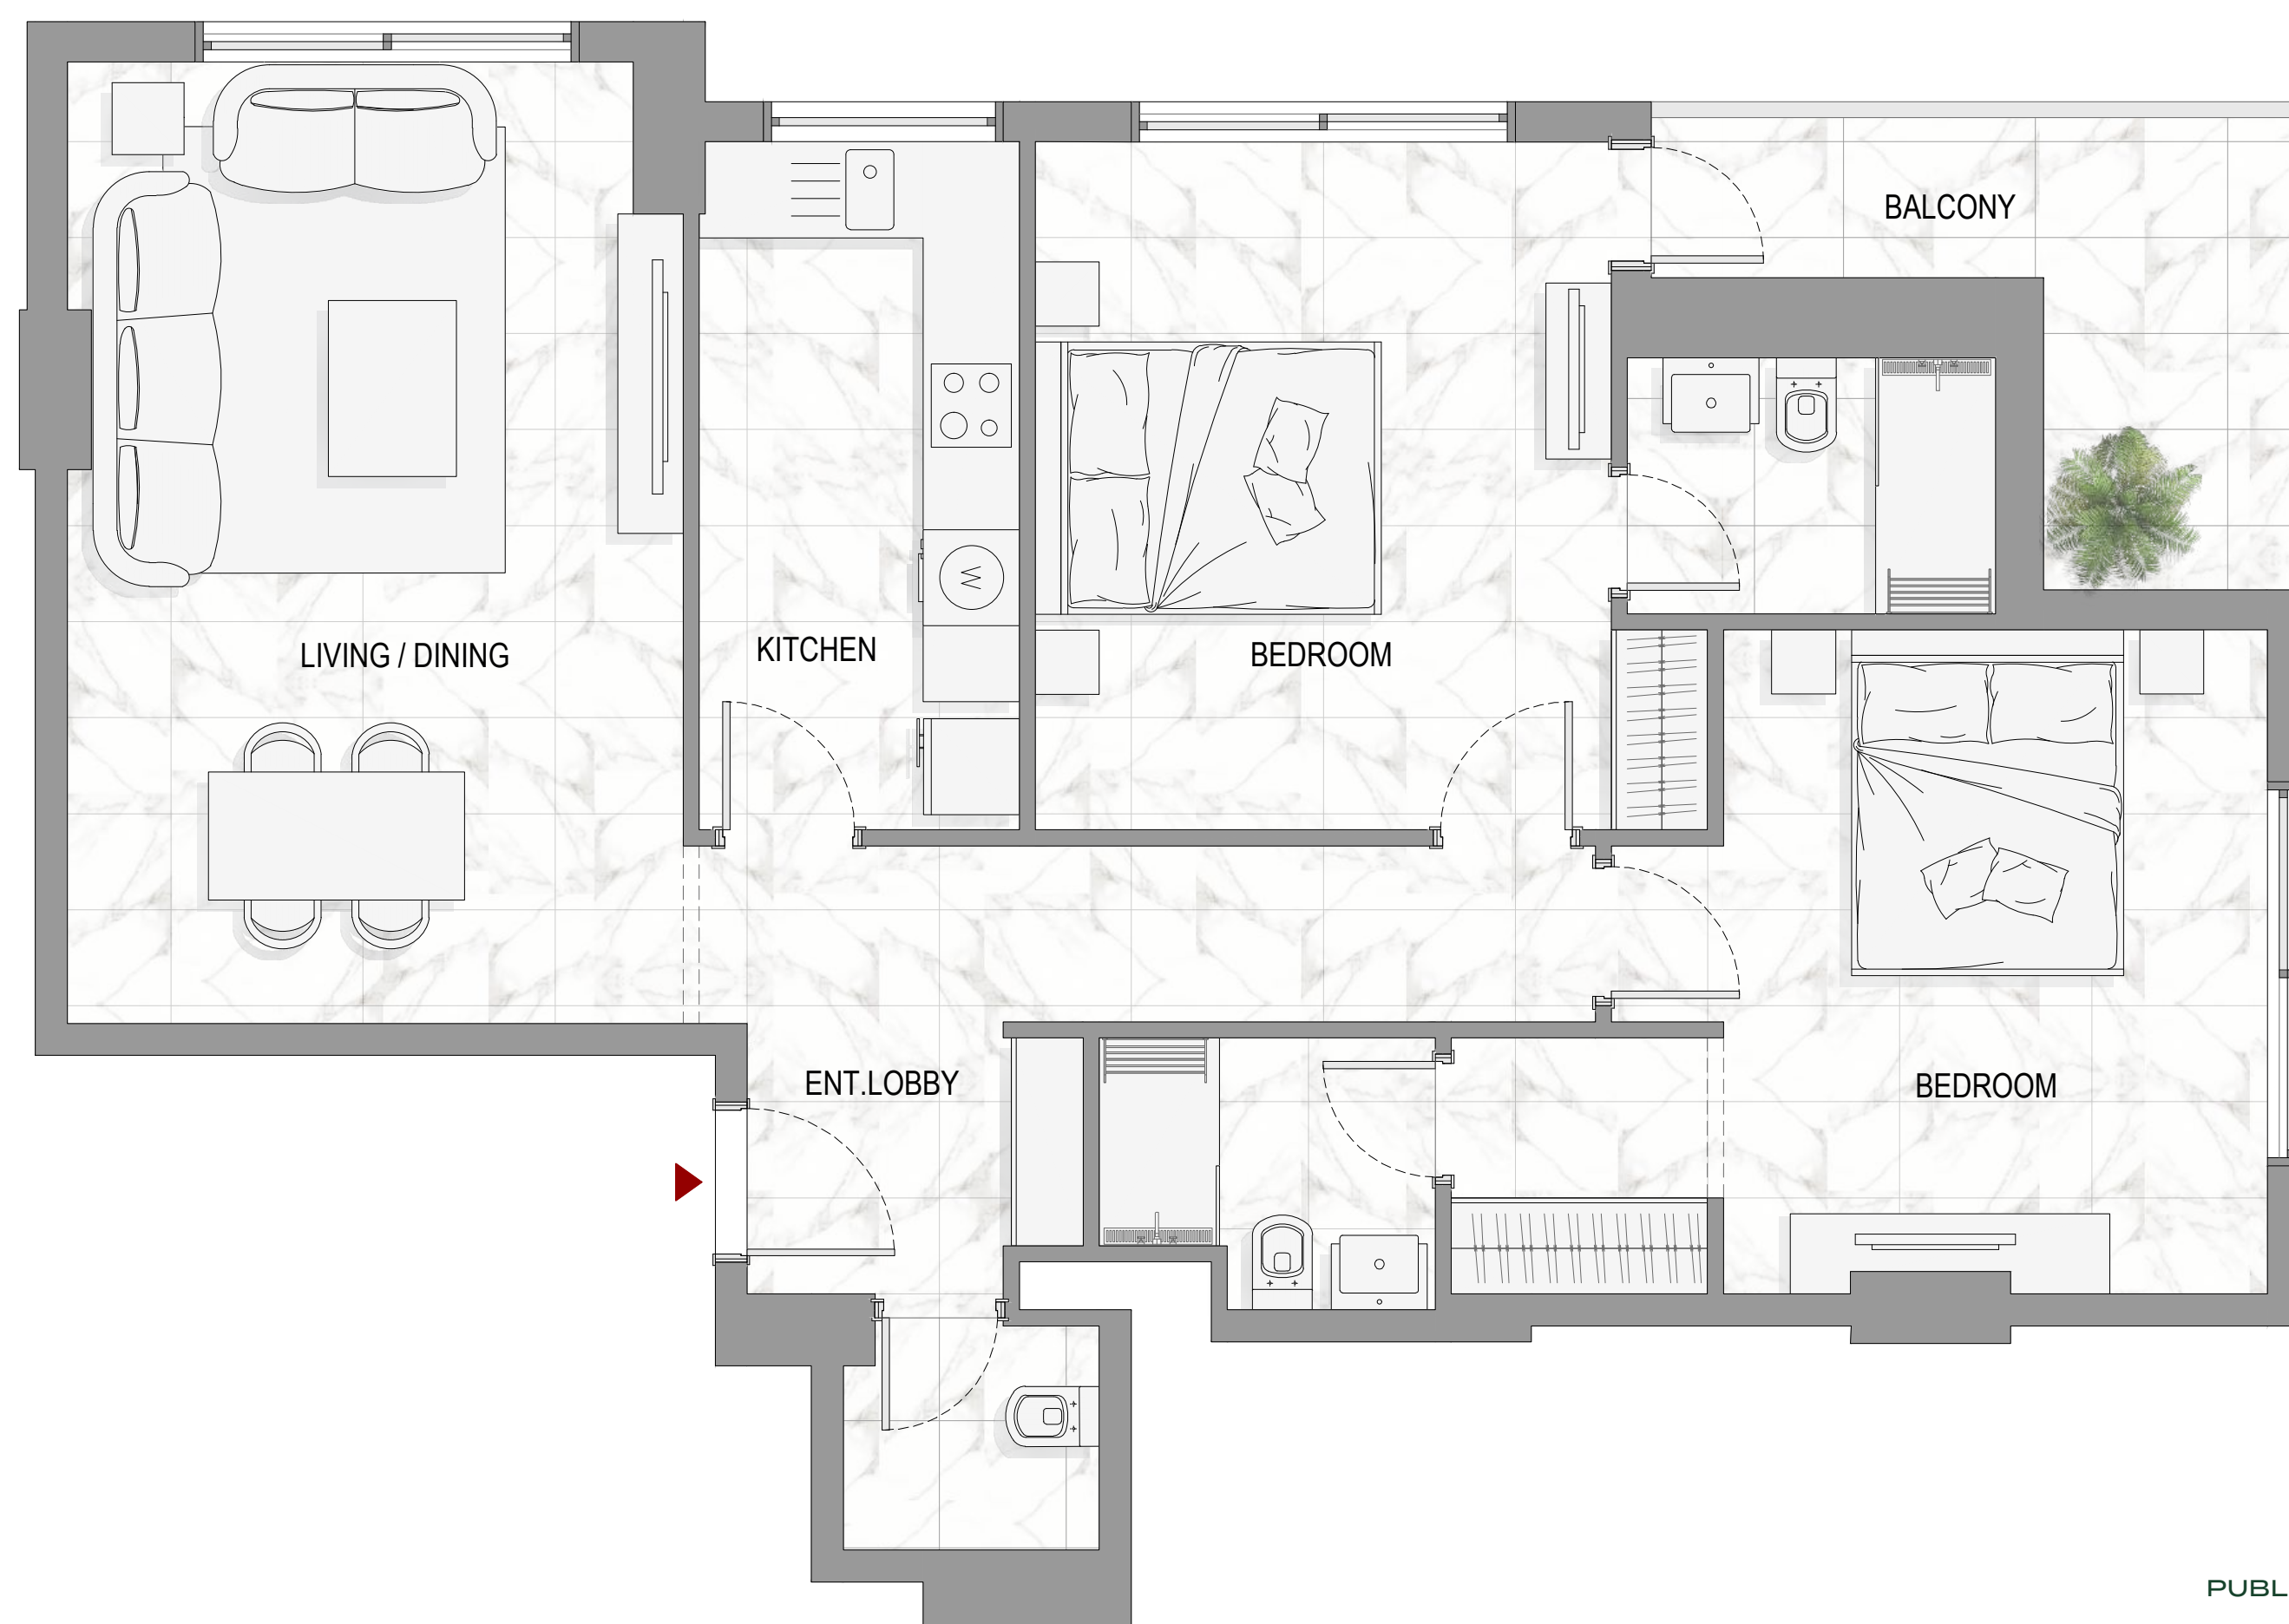 BALCONY
LIVING / DINING
KITCHEN
BEDROOM
W
ENT.LOBBY
BEDROOM
PUBL